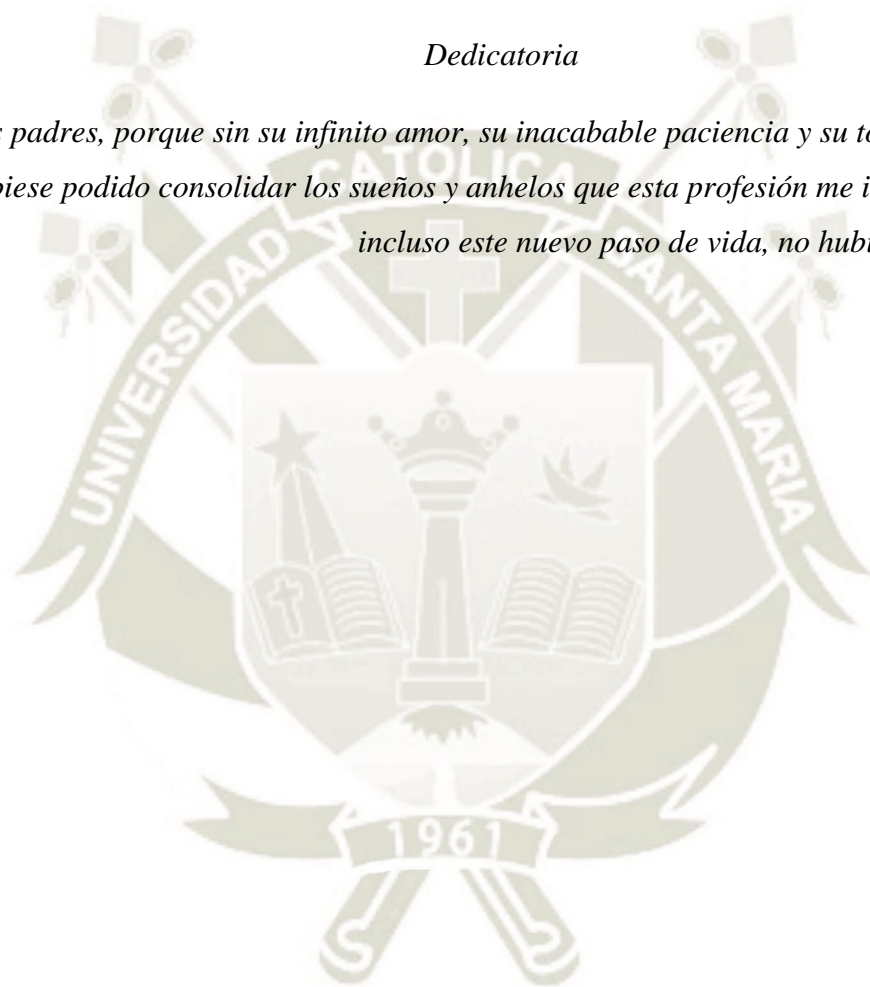 Dedicatoria
padres, porque sin su infinito amor, su inacabable paciencia y su
podido consolidar los sueños y anhelos que esta profesión me
incluso este nuevo paso de vida, no
CATOLICA
UNIVERSIDAD
SANTA MARIA
1961